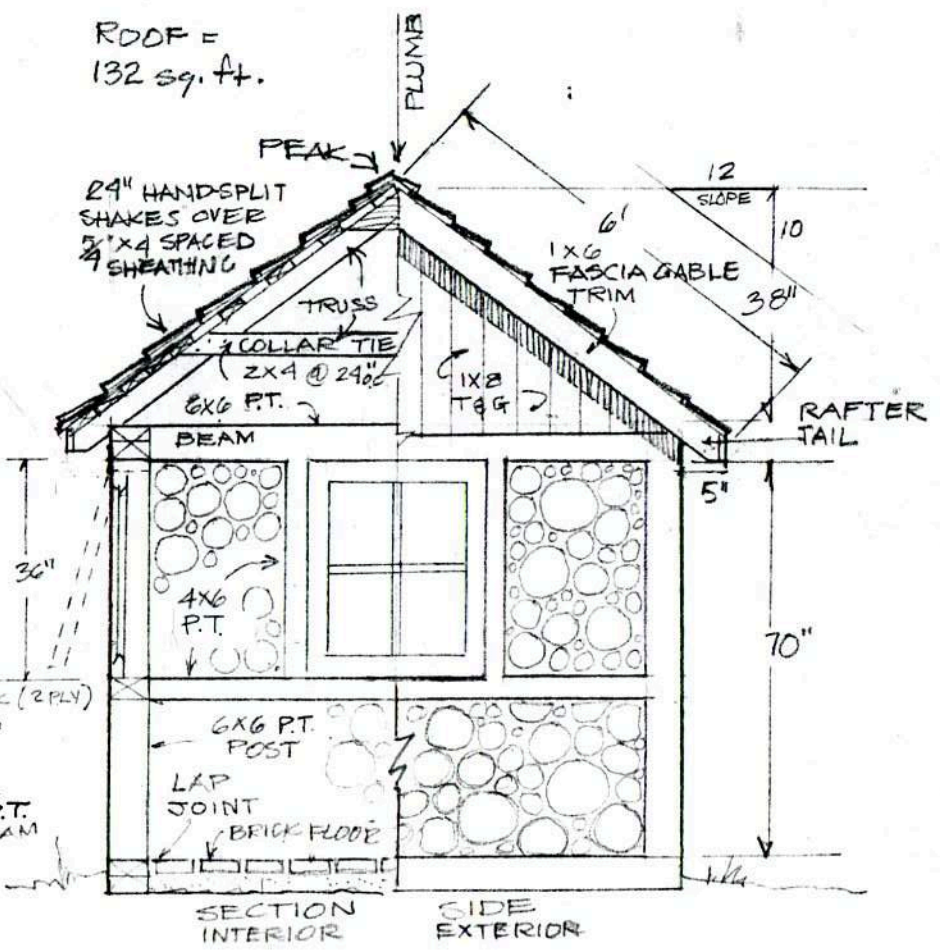 ROOF =
132 sq. ft.
PLUMB
PEAK
24" HAND-SPLIT
SHAKES OVER
5/4"X4 SPACED
SHEATHING
12
SLOPE
10
6'
1X6
FASCIA GABLE
TRIM
38"
TRUSS
COLLAR TIE
2X4 @ 24" oc
6X6 P.T.
BEAM
1X8
T&G
RAFTER
TAIL
5"
36"
4X6
P.T.
70"
(2 PLY)
6X6 P.T.
POST
LAP
JOINT
BRICK FLOOR
P.T.
SECTION
INTERIOR
SIDE
EXTERIOR